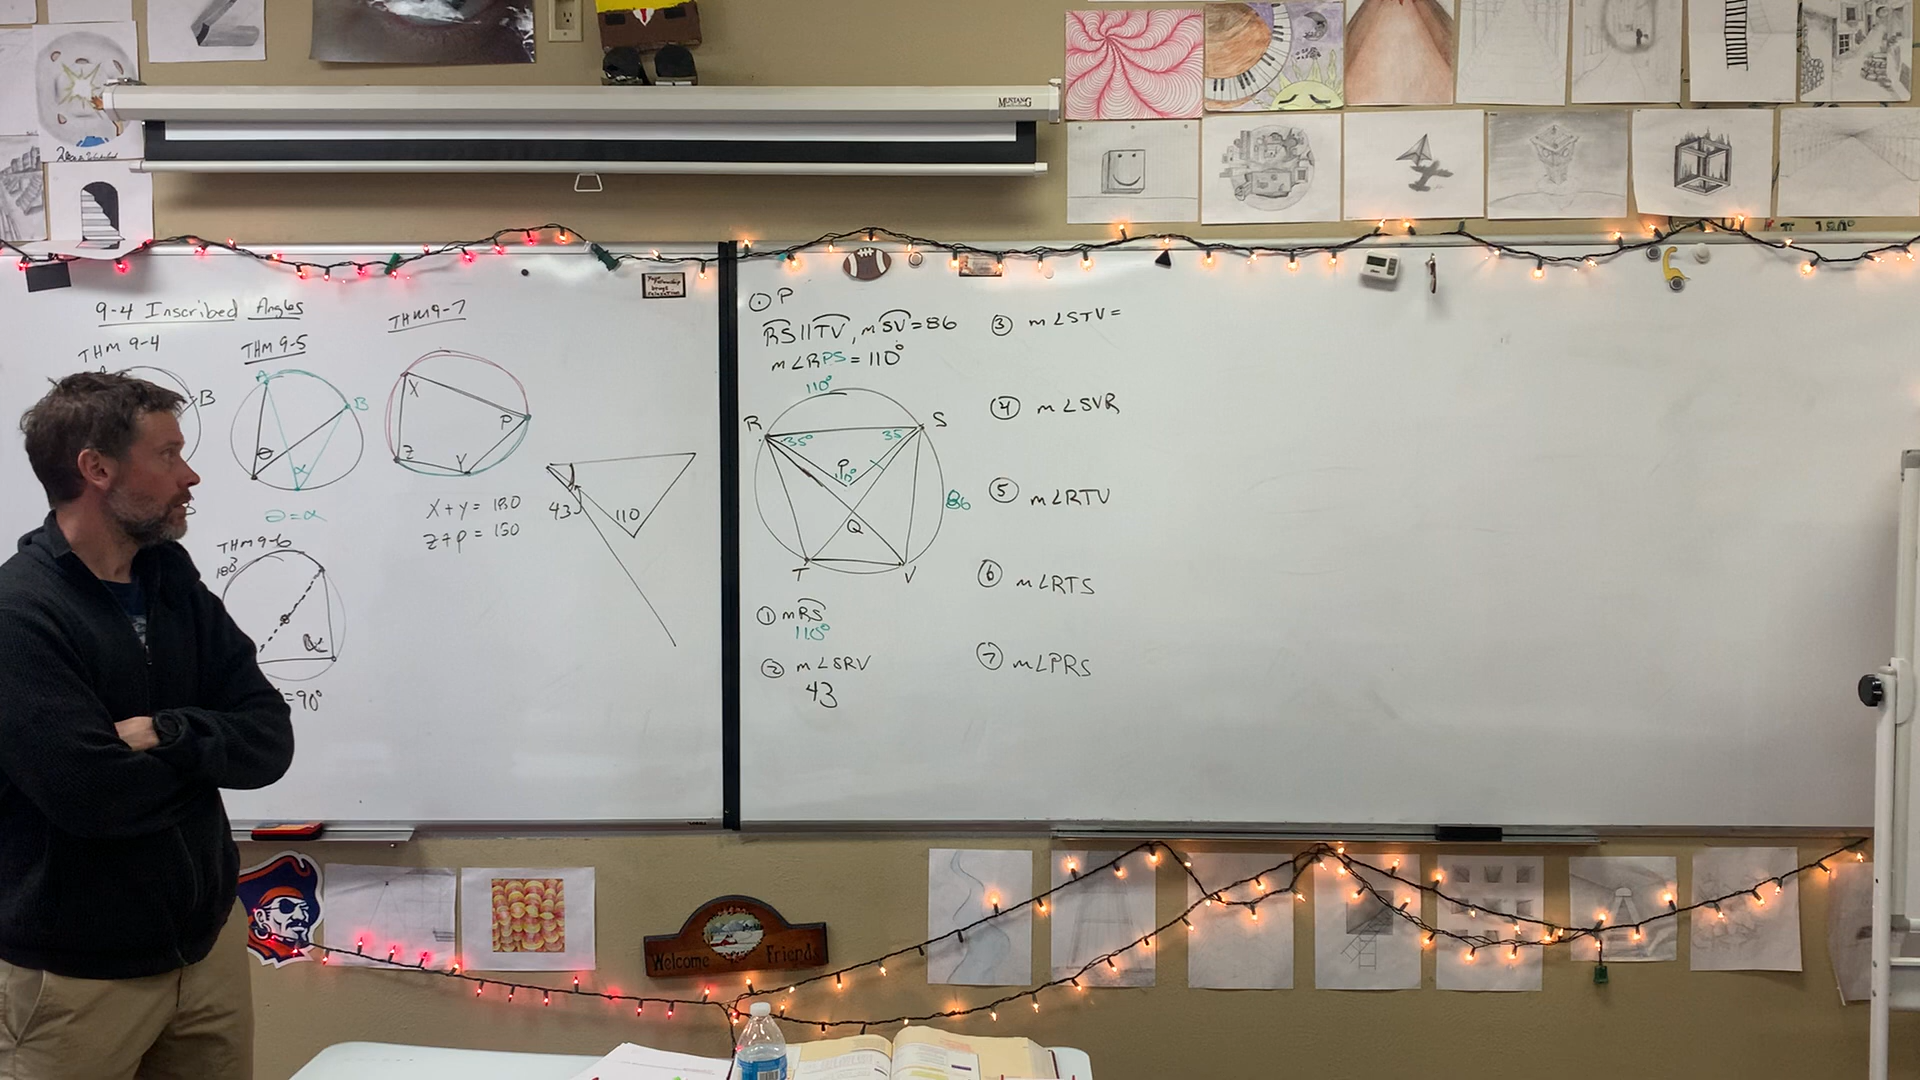 9-4 Inscribed Angles
THM 9-4
B
THM 9-5
A
B
θ
α
θ=α
THM 9-6
180°
α
=90°
THM 9-7
X
P
Z
Y
X+Y = 180
Z+P = 180
43
110
⊙ P
RS||TV, mSV=86
m∠RPS=110°
110°
R
S
35°
35
P
110°
86
Q
T
V
① mRS
110°
② m∠SRV
43
③ m∠STV=
④ m∠SVR
⑤ m∠RTV
⑥ m∠RTS
⑦ m∠PRS
π 180°
Welcome Friends